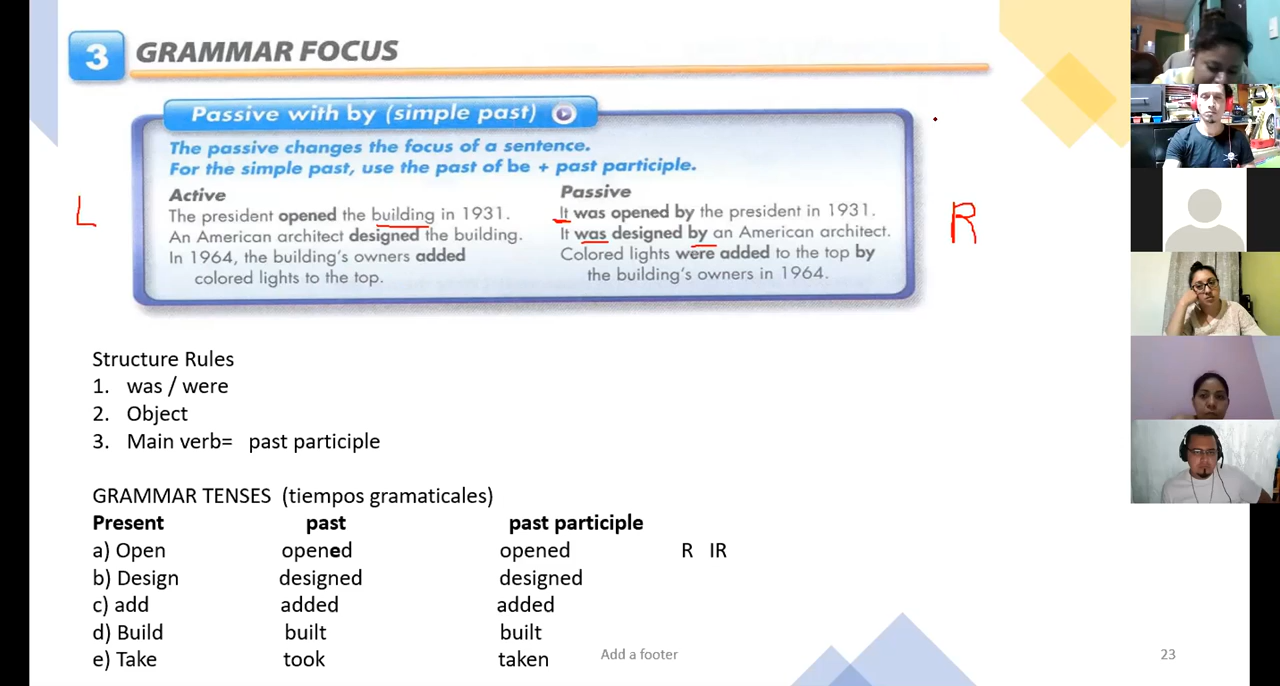 3 GRAMMAR FOCUS
Passive with by (simple past)
The passive changes the focus of a sentence.
For the simple past, use the past of be + past participle.
Active Passive
The president opened the building in 1931. It was opened by the president in 1931.
An American architect designed the building. It was designed by an American architect.
In 1964, the building's owners added Colored lights were added to the top by
colored lights to the top. the building's owners in 1964.
L R
Structure Rules
1. was / were
2. Object
3. Main verb= past participle
GRAMMAR TENSES (tiempos gramaticales)
Present past past participle
a) Open opened opened R IR
b) Design designed designed
c) add added added
d) Build built built
e) Take took taken
Add a footer 23